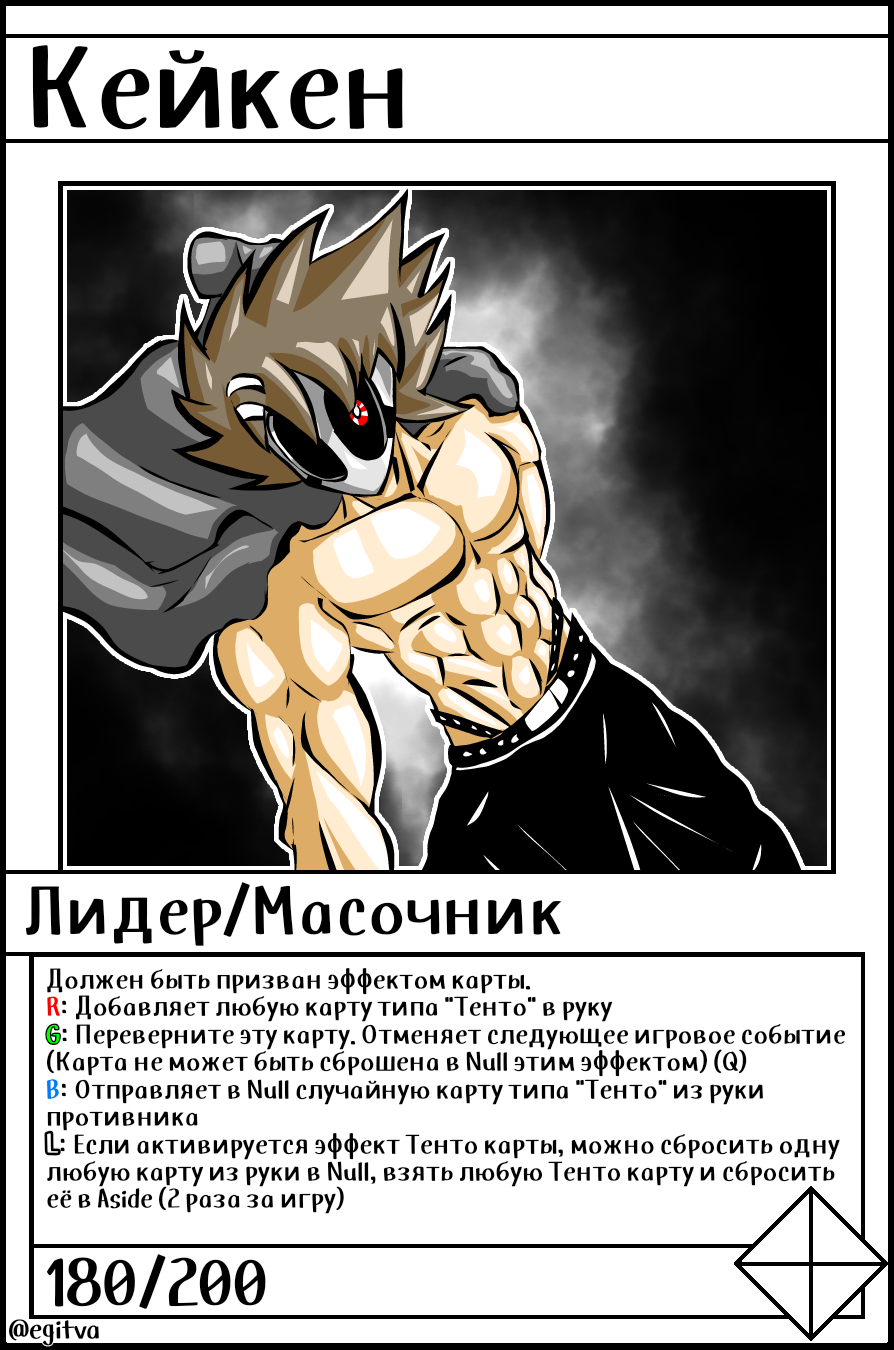 Кейкен
Лидер/Масочник
Должен быть призван эффектом карты.
R: Добавляет любую карту типа "Тенто" в руку
G: Переверните эту карту. Отменяет следующее игровое событие
(Карта не может быть сброшена в Null этим эффектом) (Q)
B: Отправляет в Null случайную карту типа "Тенто" из руки
противника
L: Если активируется эффект Тенто карты, можно сбросить одну
любую карту из руки в Null, взять любую Тенто карту и сбросить
её в Aside (2 раза за игру)
180/200
@egitva